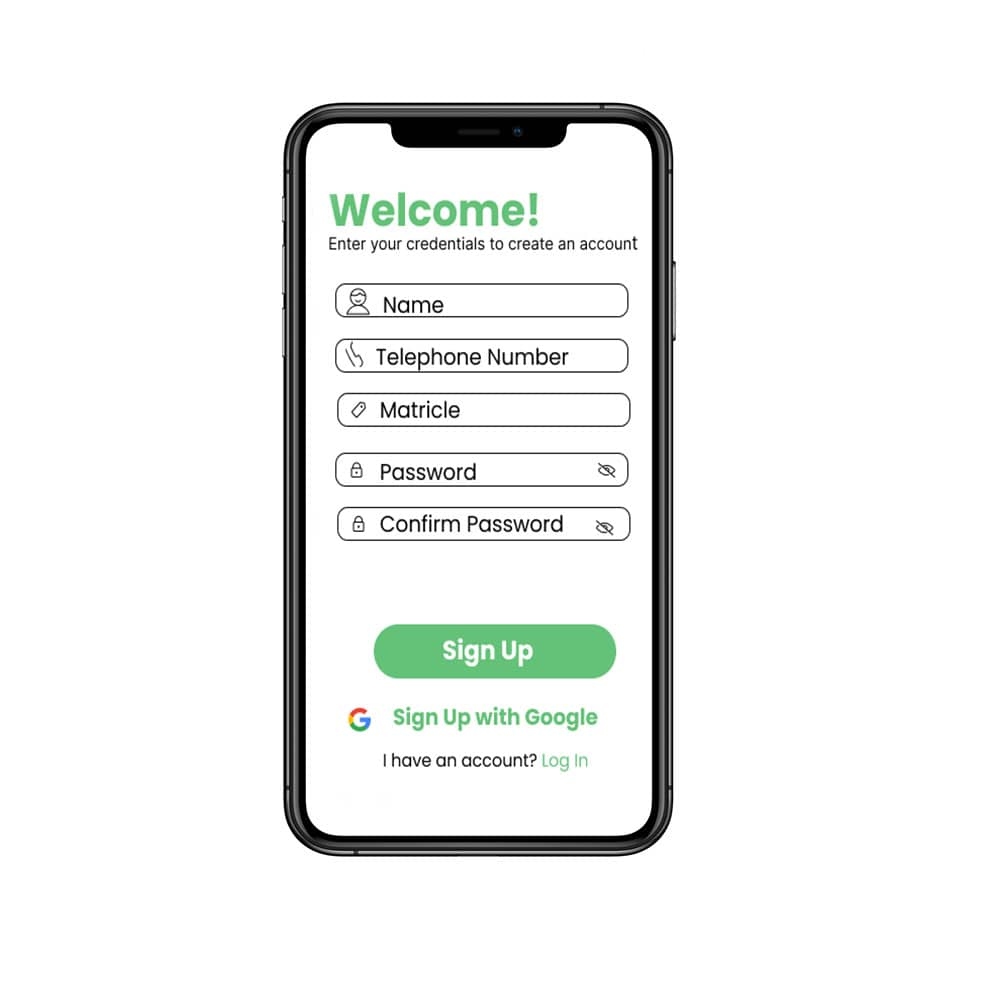 Welcome!
Enter your credentials to create an account
Name
Telephone Number
Matricle
Password
Confirm Password
Sign Up
Sign Up with Google
I have an account? Log In